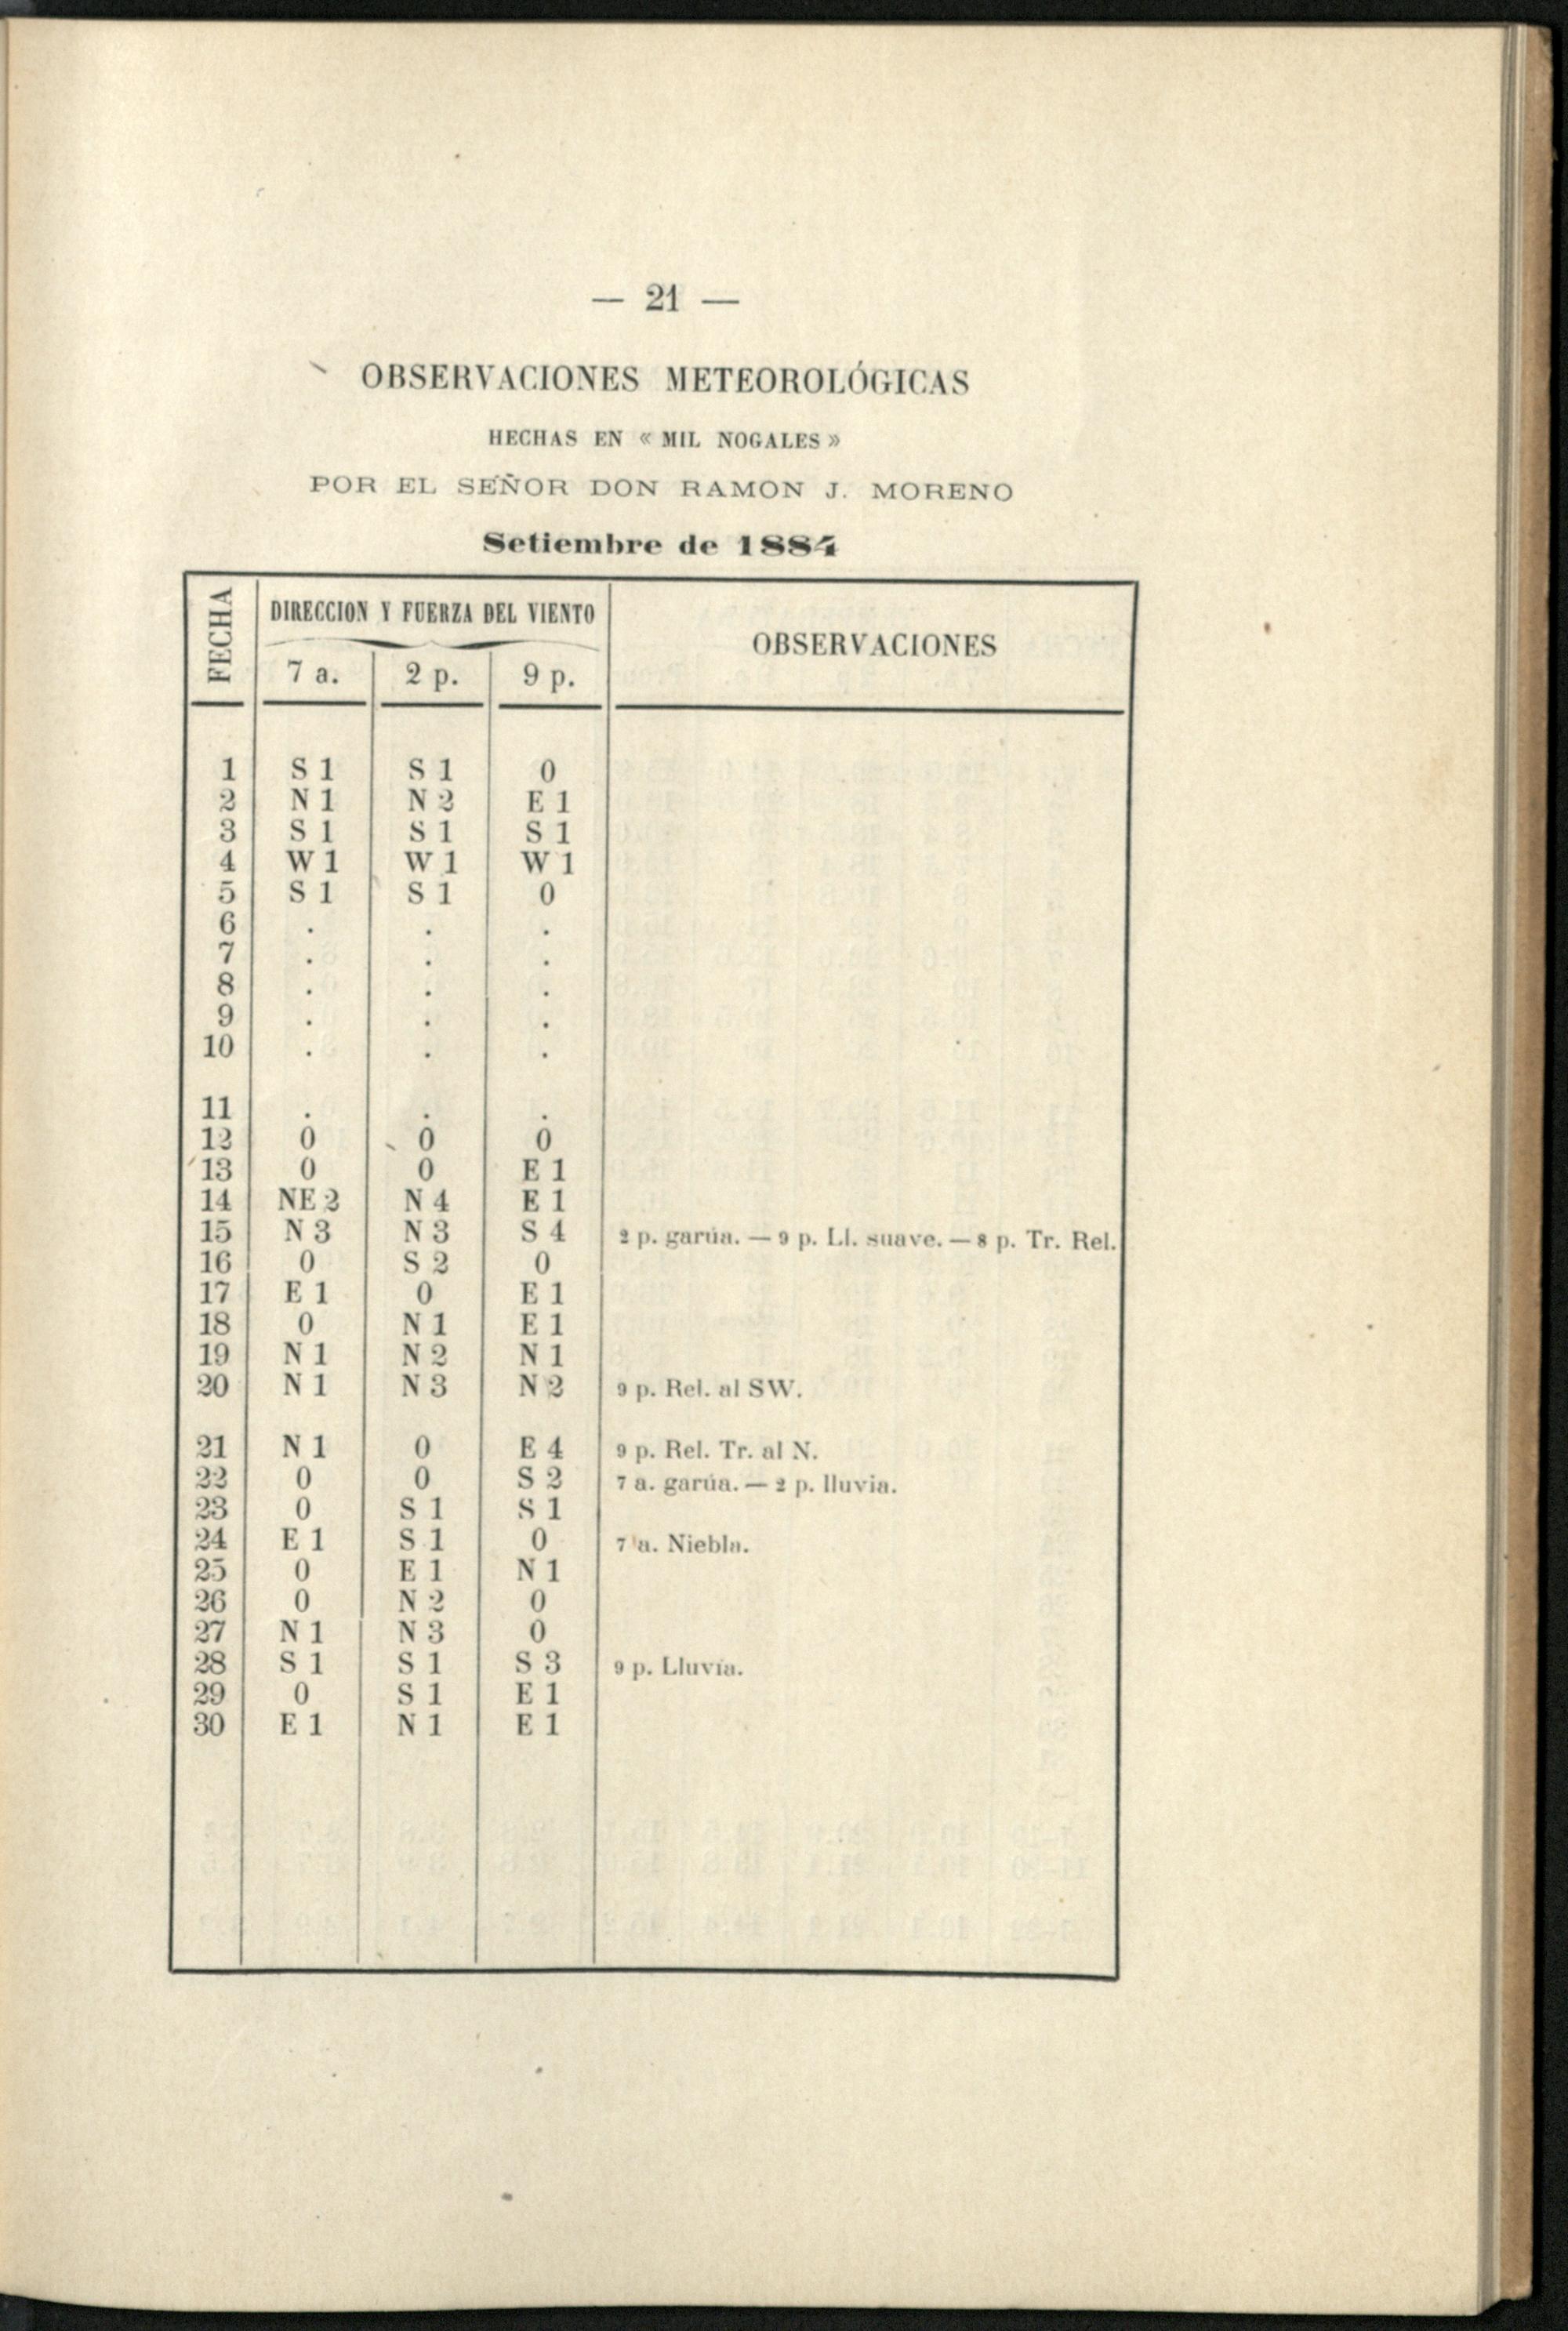 — 21 —
OBSERVACIONES METEOROLÓGICAS
HECHAS EN « MIL NOGALES »
POR EL SEÑOR DON RAMON J. MORENO
Setiembre de 1884
FECHA DIRECCION Y FUERZA DEL VIENTO OBSERVACIONES
7 a. 2 p. 9 p.
1 S 1 S 1 0
2 N 1 N 2 E 1
3 S 1 S 1 S 1
4 W 1 W 1 W 1
5 S 1 S 1 0
6 . . .
7 . . .
8 . . .
9 . . .
10 . . .
11 . . .
12 0 0 0
13 0 0 E 1
14 NE 2 N 4 E 1
15 N 3 N 3 S 4 2 p. garúa. — 9 p. Ll. suave. — 8 p. Tr. Rel.
16 0 S 2 0
17 E 1 0 E 1
18 0 N 1 E 1
19 N 1 N 2 N 1
20 N 1 N 3 N 2 9 p. Rel. al SW.
21 N 1 0 E 4 9 p. Rel. Tr. al N.
22 0 0 S 2 7 a. garúa. — 2 p. lluvia.
23 0 S 1 S 1
24 E 1 S 1 0 7 a. Niebla.
25 0 E 1 N 1
26 0 N 2 0
27 N 1 N 3 0
28 S 1 S 1 S 3 9 p. Lluvia.
29 0 S 1 E 1
30 E 1 N 1 E 1